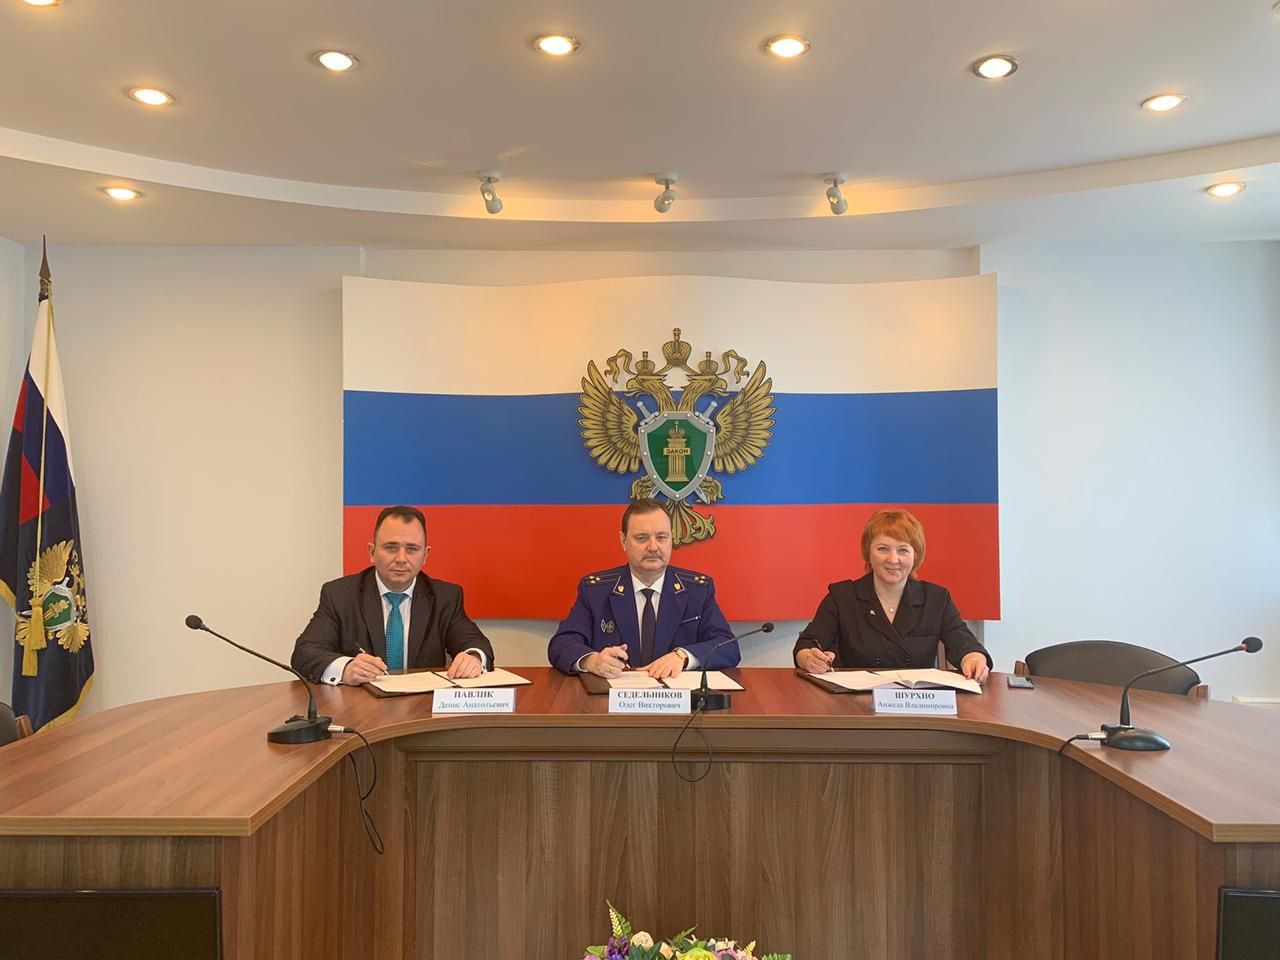 ЗАКОН
ПАВЛИК
Денис Анатольевич
СЕДЕЛЬНИКОВ
Олег Викторович
ШУРХНО
Анжела Владимировна